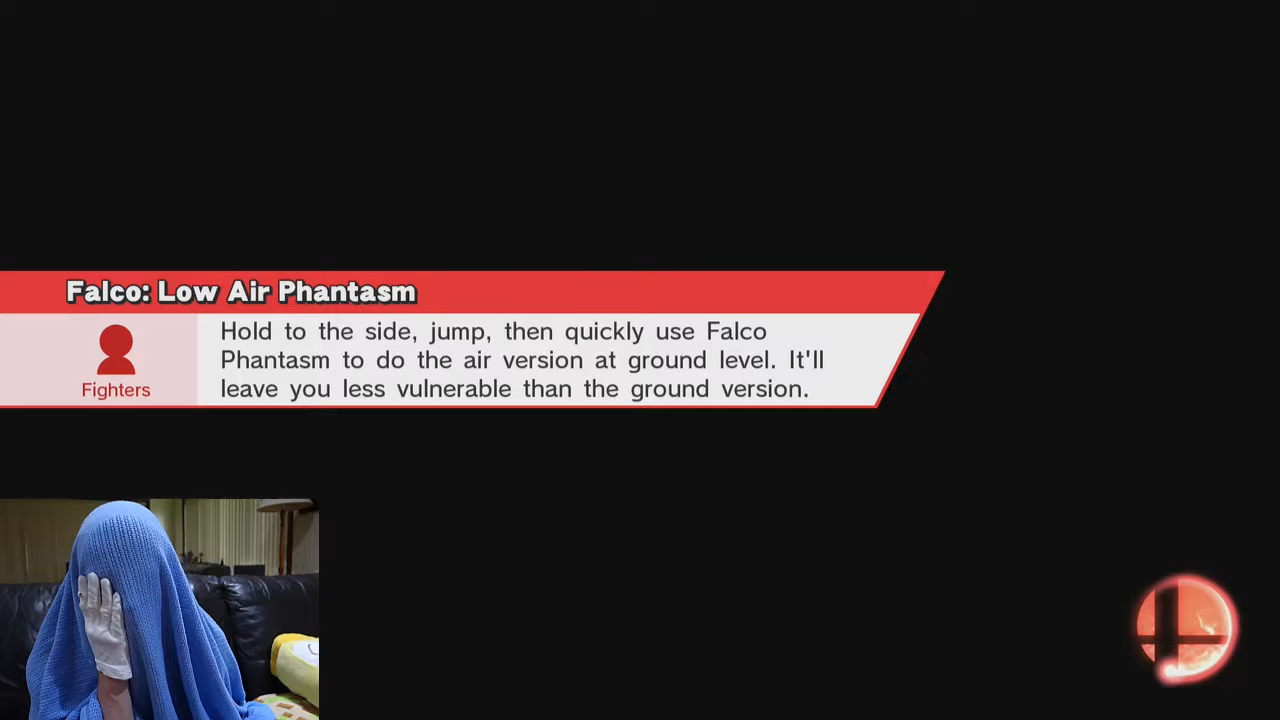 Falco: Low Air Phantasm
Hold to the side, jump, then quickly use Falco
Phantasm to do the air version at ground level. It'll
leave you less vulnerable than the ground version.
Fighters